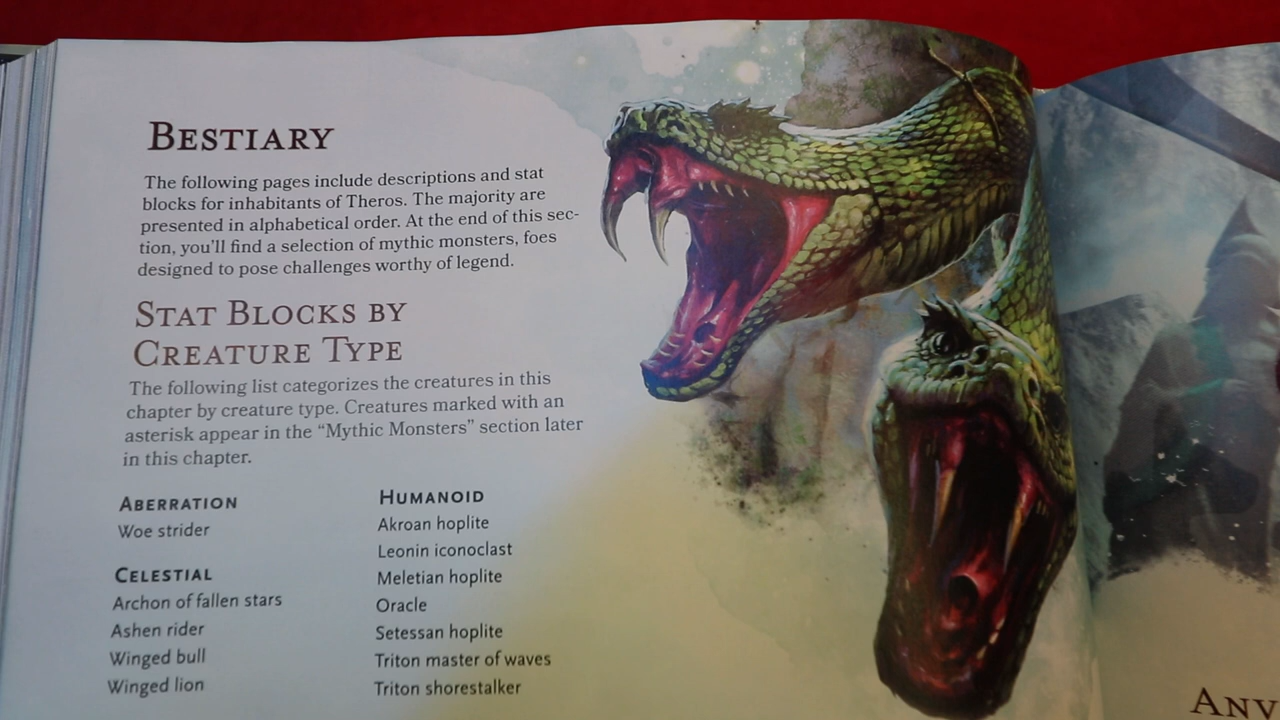 BESTIARY
The following pages include descriptions and stat
blocks for inhabitants of Theros. The majority are
presented in alphabetical order. At the end of this sec-
tion, you'll find a selection of mythic monsters, foes
designed to pose challenges worthy of legend.
STAT BLOCKS BY
CREATURE TYPE
The following list categorizes the creatures in this
chapter by creature type. Creatures marked with an
asterisk appear in the “Mythic Monsters” section later
in this chapter.
ABERRATION
Woe strider
CELESTIAL
Archon of fallen stars
Ashen rider
Winged bull
Winged lion
HUMANOID
Akroan hoplite
Leonin iconoclast
Meletian hoplite
Oracle
Setessan hoplite
Triton master of waves
Triton shorestalker